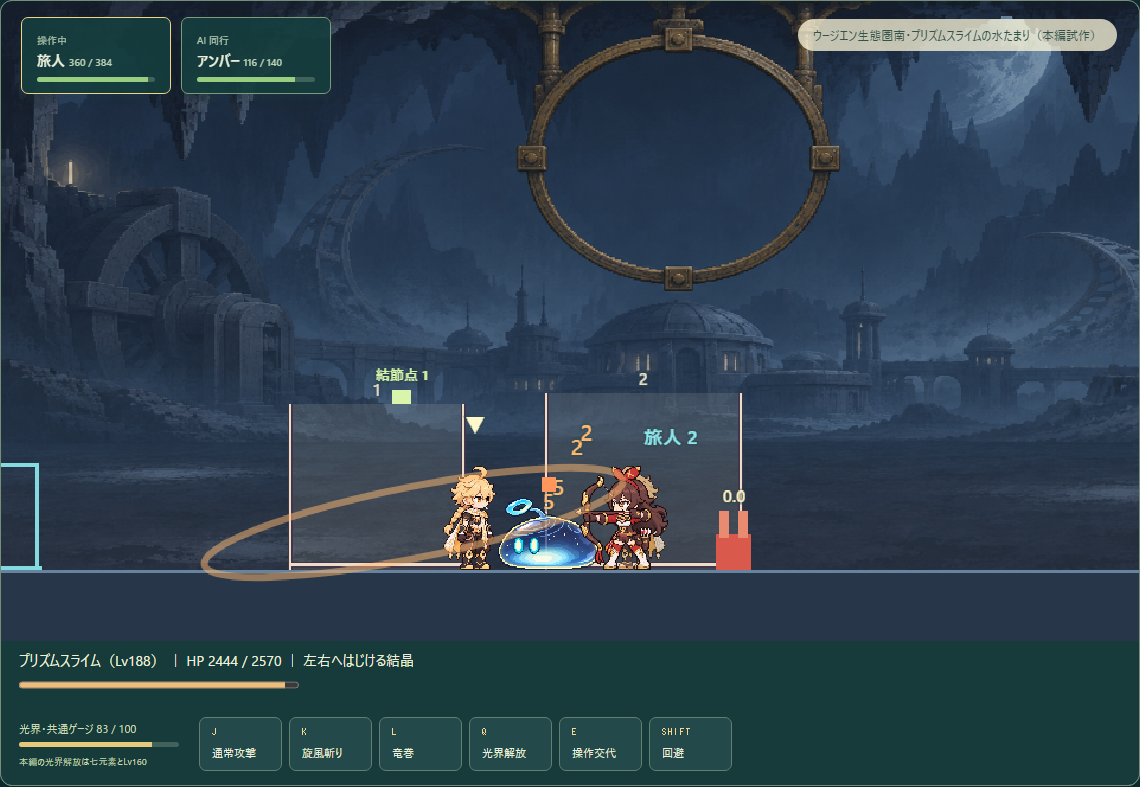 操作中
旅人 360 / 384
AI 同行
アンバー 116 / 140
ウージエン生態圏南・プリズムスライムの水たまり（本編試作）
結節点 1
1
2
旅人 2
2
2
5
5
0.0
プリズムスライム（Lv188） | HP 2444 / 2570 | 左右へはじける結晶
光界・共通ゲージ 83 / 100
本編の光界解放は七元素とLv160
J
通常攻撃
K
旋風斬り
L
竜巻
Q
光界解放
E
操作交代
SHIFT
回避